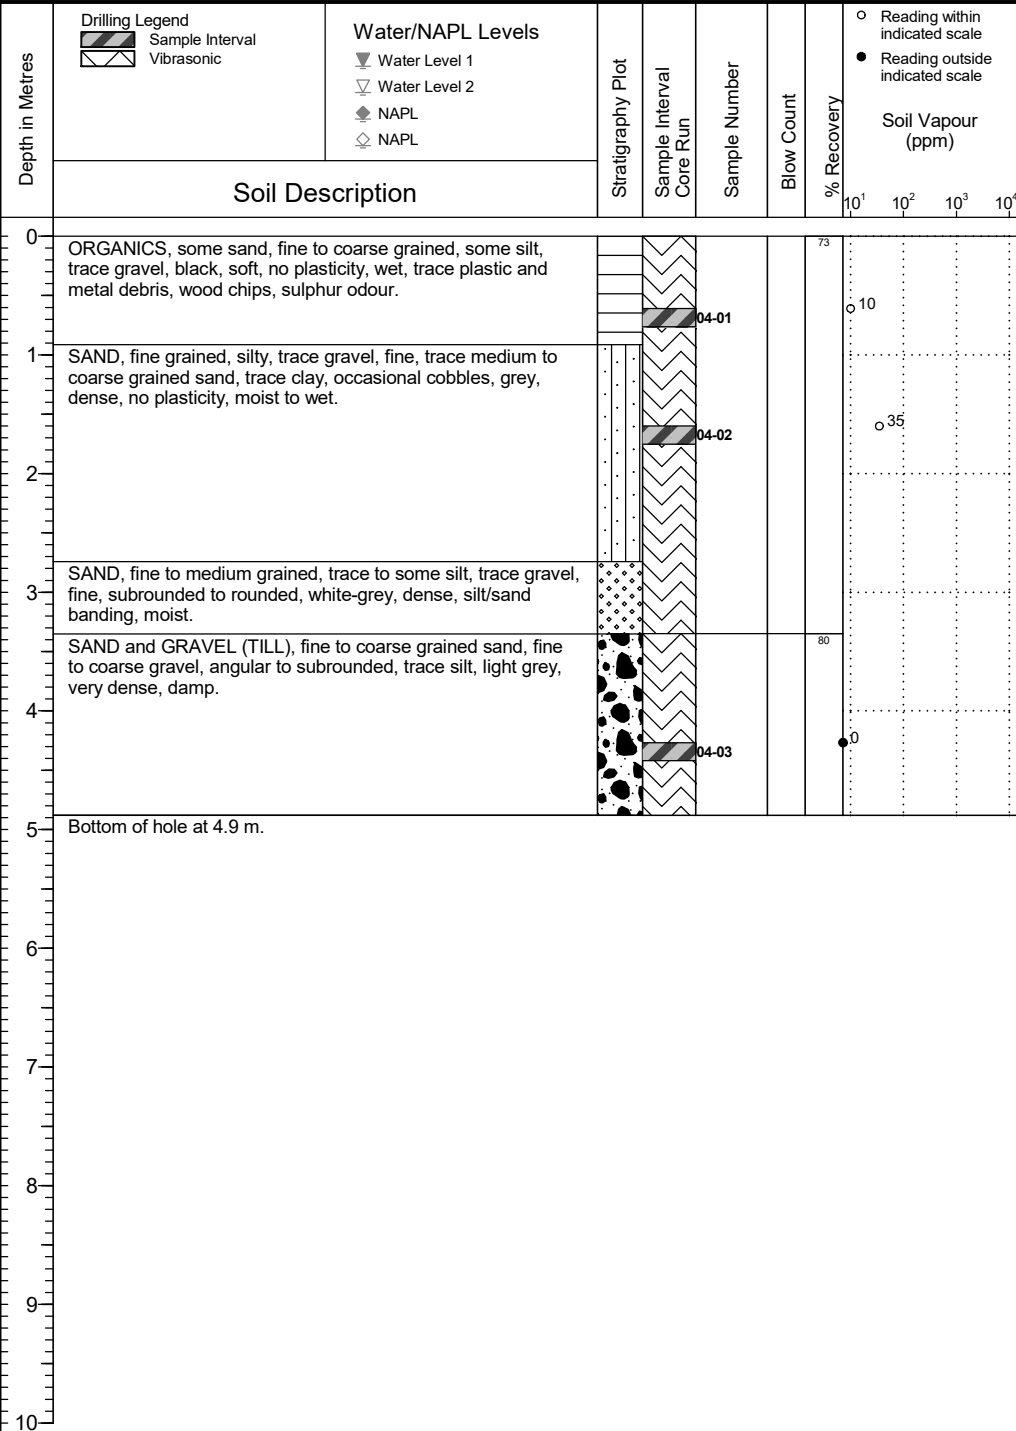 Drilling Legend
Sample Interval
Vibrasonic
Water/NAPL Levels
Water Level 1
Water Level 2
NAPL
NAPL
Reading within
indicated scale
Reading outside
indicated scale
Soil Vapour
(ppm)
Depth in Metres
Soil Description
Stratigraphy Plot
Sample Interval
Core Run
Sample Number
Blow Count
% Recovery
10¹ 10² 10³ 10⁴
0
ORGANICS, some sand, fine to coarse grained, some silt,
trace gravel, black, soft, no plasticity, wet, trace plastic and
metal debris, wood chips, sulphur odour.
73
04-01
10
1
SAND, fine grained, silty, trace gravel, fine, trace medium to
coarse grained sand, trace clay, occasional cobbles, grey,
dense, no plasticity, moist to wet.
04-02
35
2
SAND, fine to medium grained, trace to some silt, trace gravel,
fine, subrounded to rounded, white-grey, dense, silt/sand
banding, moist.
3
SAND and GRAVEL (TILL), fine to coarse grained sand, fine
to coarse gravel, angular to subrounded, trace silt, light grey,
very dense, damp.
80
4
04-03
0
5
Bottom of hole at 4.9 m.
6
7
8
9
10